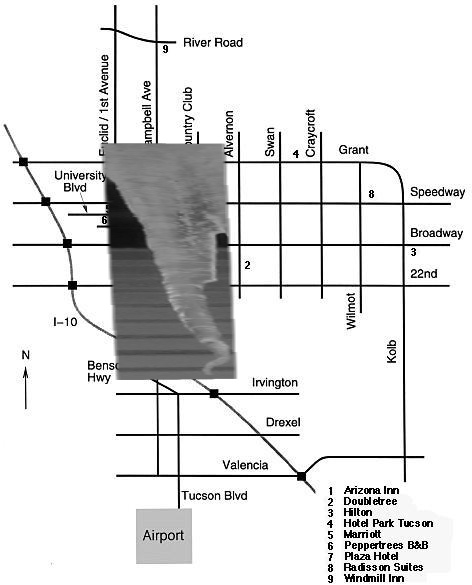 River Road
9
Euclid / 1st Avenue
Campbell Ave
Country Club
Alvernon
Swan
Craycroft
4
Grant
University
Blvd
8
Speedway
6
Broadway
3
2
22nd
Wilmot
I-10
Kolb
N
Benso
Hwy
Irvington
Drexel
Valencia
Tucson Blvd
Airport
1 Arizona Inn
2 Doubletree
3 Hilton
4 Hotel Park Tucson
5 Marriott
6 Peppertrees B&B
7 Plaza Hotel
8 Radisson Suites
9 Windmill Inn